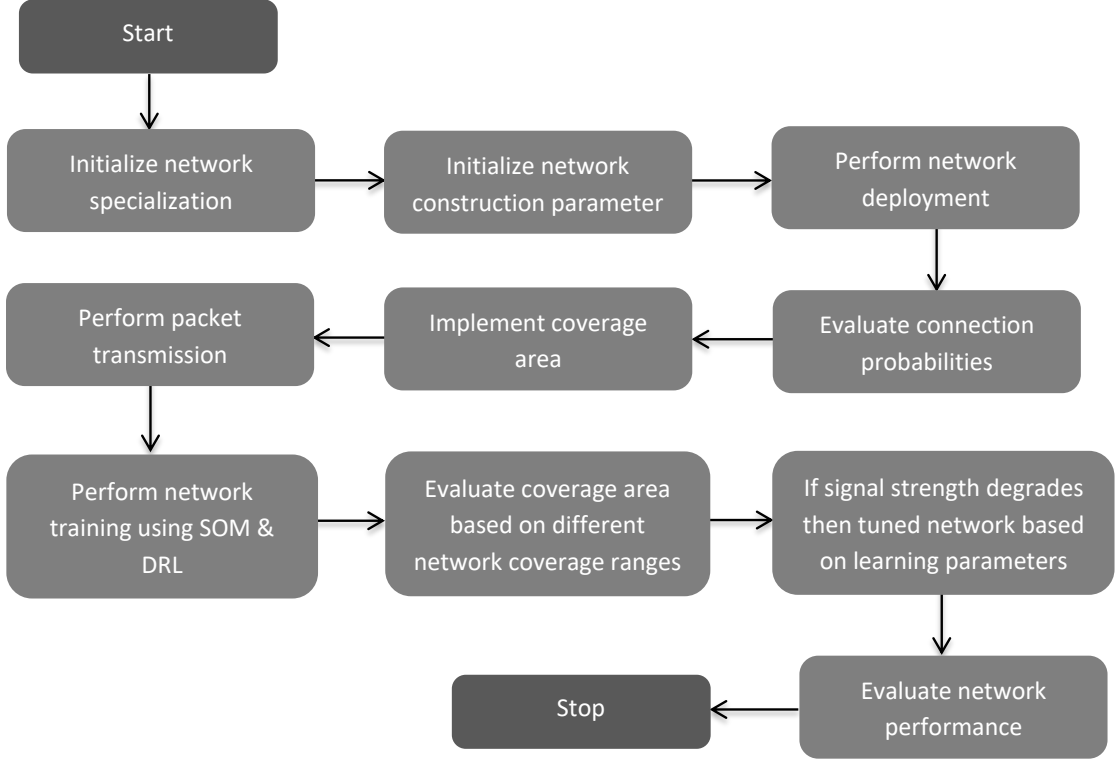 Start
Initialize network
specialization
Initialize network
construction parameter
Perform network
deployment
Evaluate connection
probabilities
Implement coverage
area
Perform packet
transmission
Perform network
training using SOM &
DRL
Evaluate coverage area
based on different
network coverage ranges
If signal strength degrades
then tuned network based
on learning parameters
Evaluate network
performance
Stop